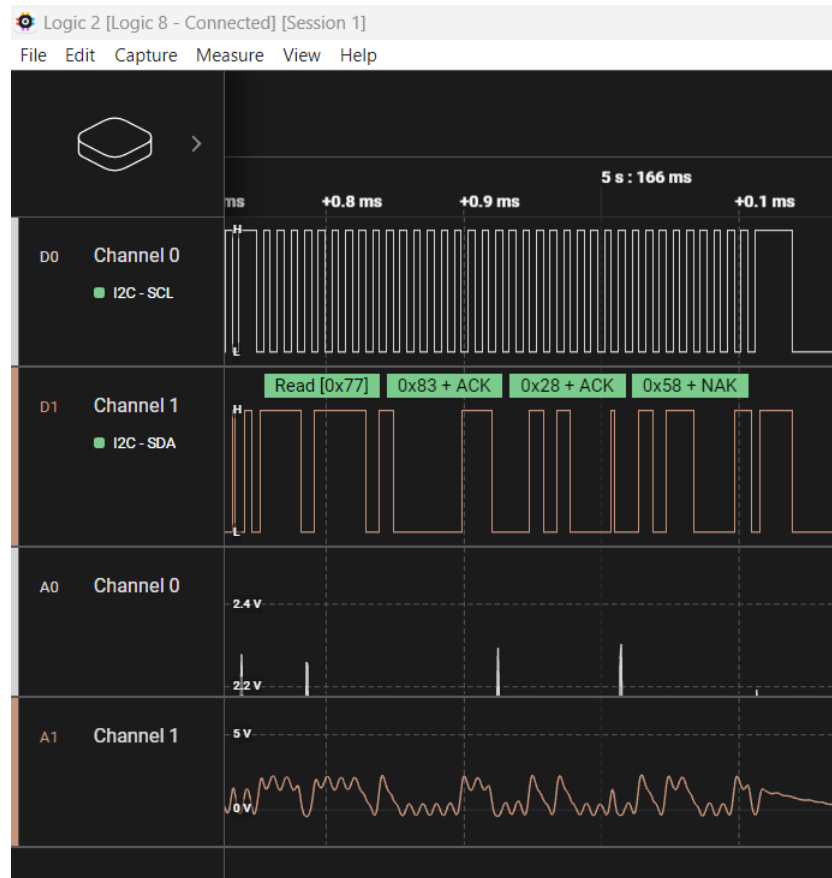 Logic 2 [Logic 8 - Connected] [Session 1]
File Edit Capture Measure View Help
5 s : 166 ms
ms +0.8 ms +0.9 ms +0.1 ms
D0 Channel 0
I2C - SCL
H
L
Read [0x77] 0x83 + ACK 0x28 + ACK 0x58 + NAK
D1 Channel 1
I2C - SDA
H
L
A0 Channel 0
2.4 V
2.2 V
A1 Channel 1
5 V
0 V